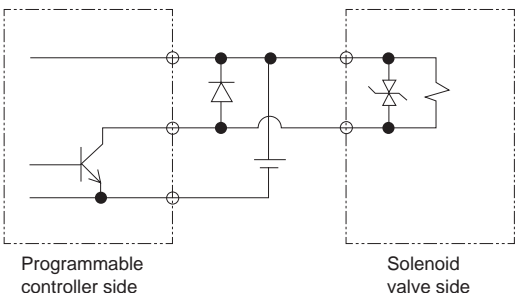 Programmable
controller side
Solenoid
valve side